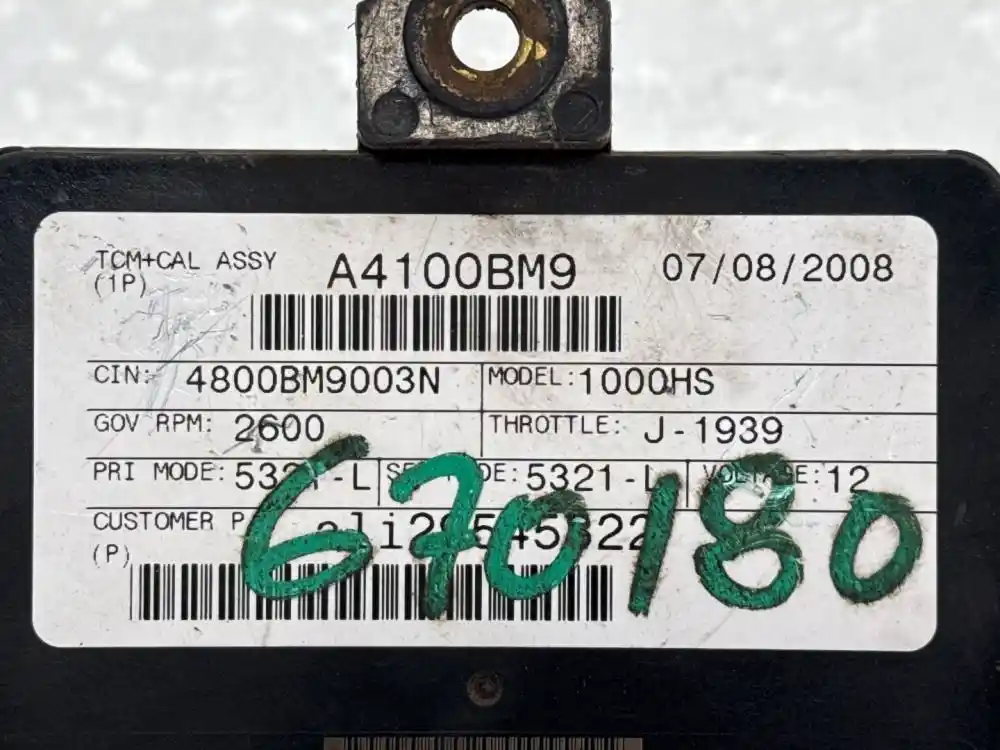 TCM+CAL ASSY A4100BM9 07/08/2008
(1P)
CIN: 4800BM9003N MODEL: 1000HS
GOV RPM: 2600 THROTTLE: J-1939
PRI MODE: 5321-L 5321-L VOLTAGE: 12
CUSTOMER P
(P)
670180